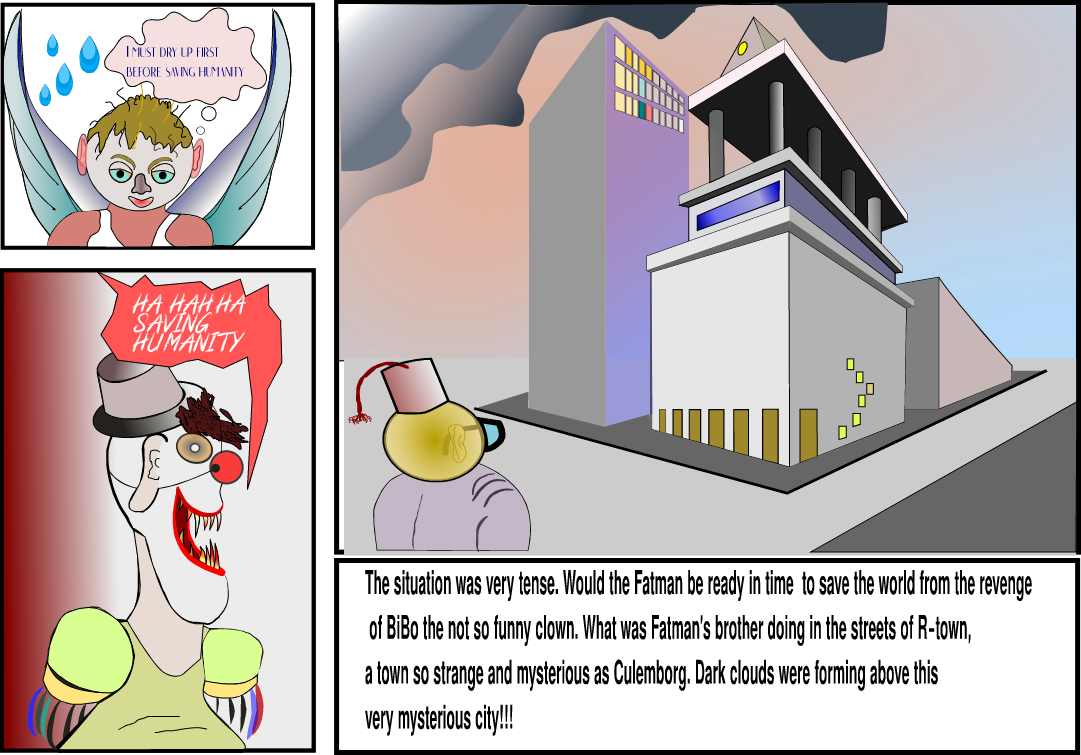 I MUST DRY UP FIRST
BEFORE SAVING HUMANITY
HA HAH HA
SAVING
HUMANITY
The situation was very tense. Would the Fatman be ready in time to save the world from the revenge
of BiBo the not so funny clown. What was Fatman's brother doing in the streets of R-town,
a town so strange and mysterious as Culemborg. Dark clouds were forming above this
very mysterious city!!!